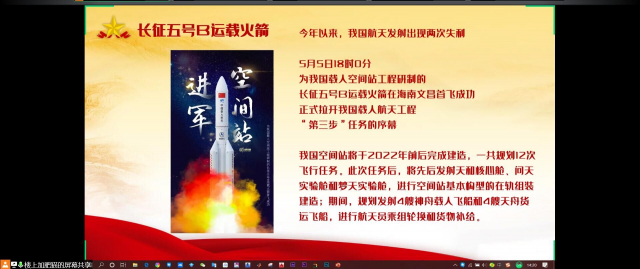 长征五号B运载火箭
今年以来，我国航天发射出现两次失利
5月5日18时0分
为我国载人空间站工程研制的
长征五号B运载火箭在海南文昌首飞成功
正式拉开我国载人航天工程
“第三步”任务的序幕
进军
空间站
我国空间站将于2022年前后完成建造，一共规划12次
飞行任务。此次任务后，将先后发射天和核心舱、问天
实验舱和梦天实验舱，进行空间站基本构型的在轨组装
建造；期间，规划发射4艘神舟载人飞船和4艘天舟货
运飞船，进行航天员乘组轮换和货物补给。
楼上加肥猫的屏幕共享
14:30